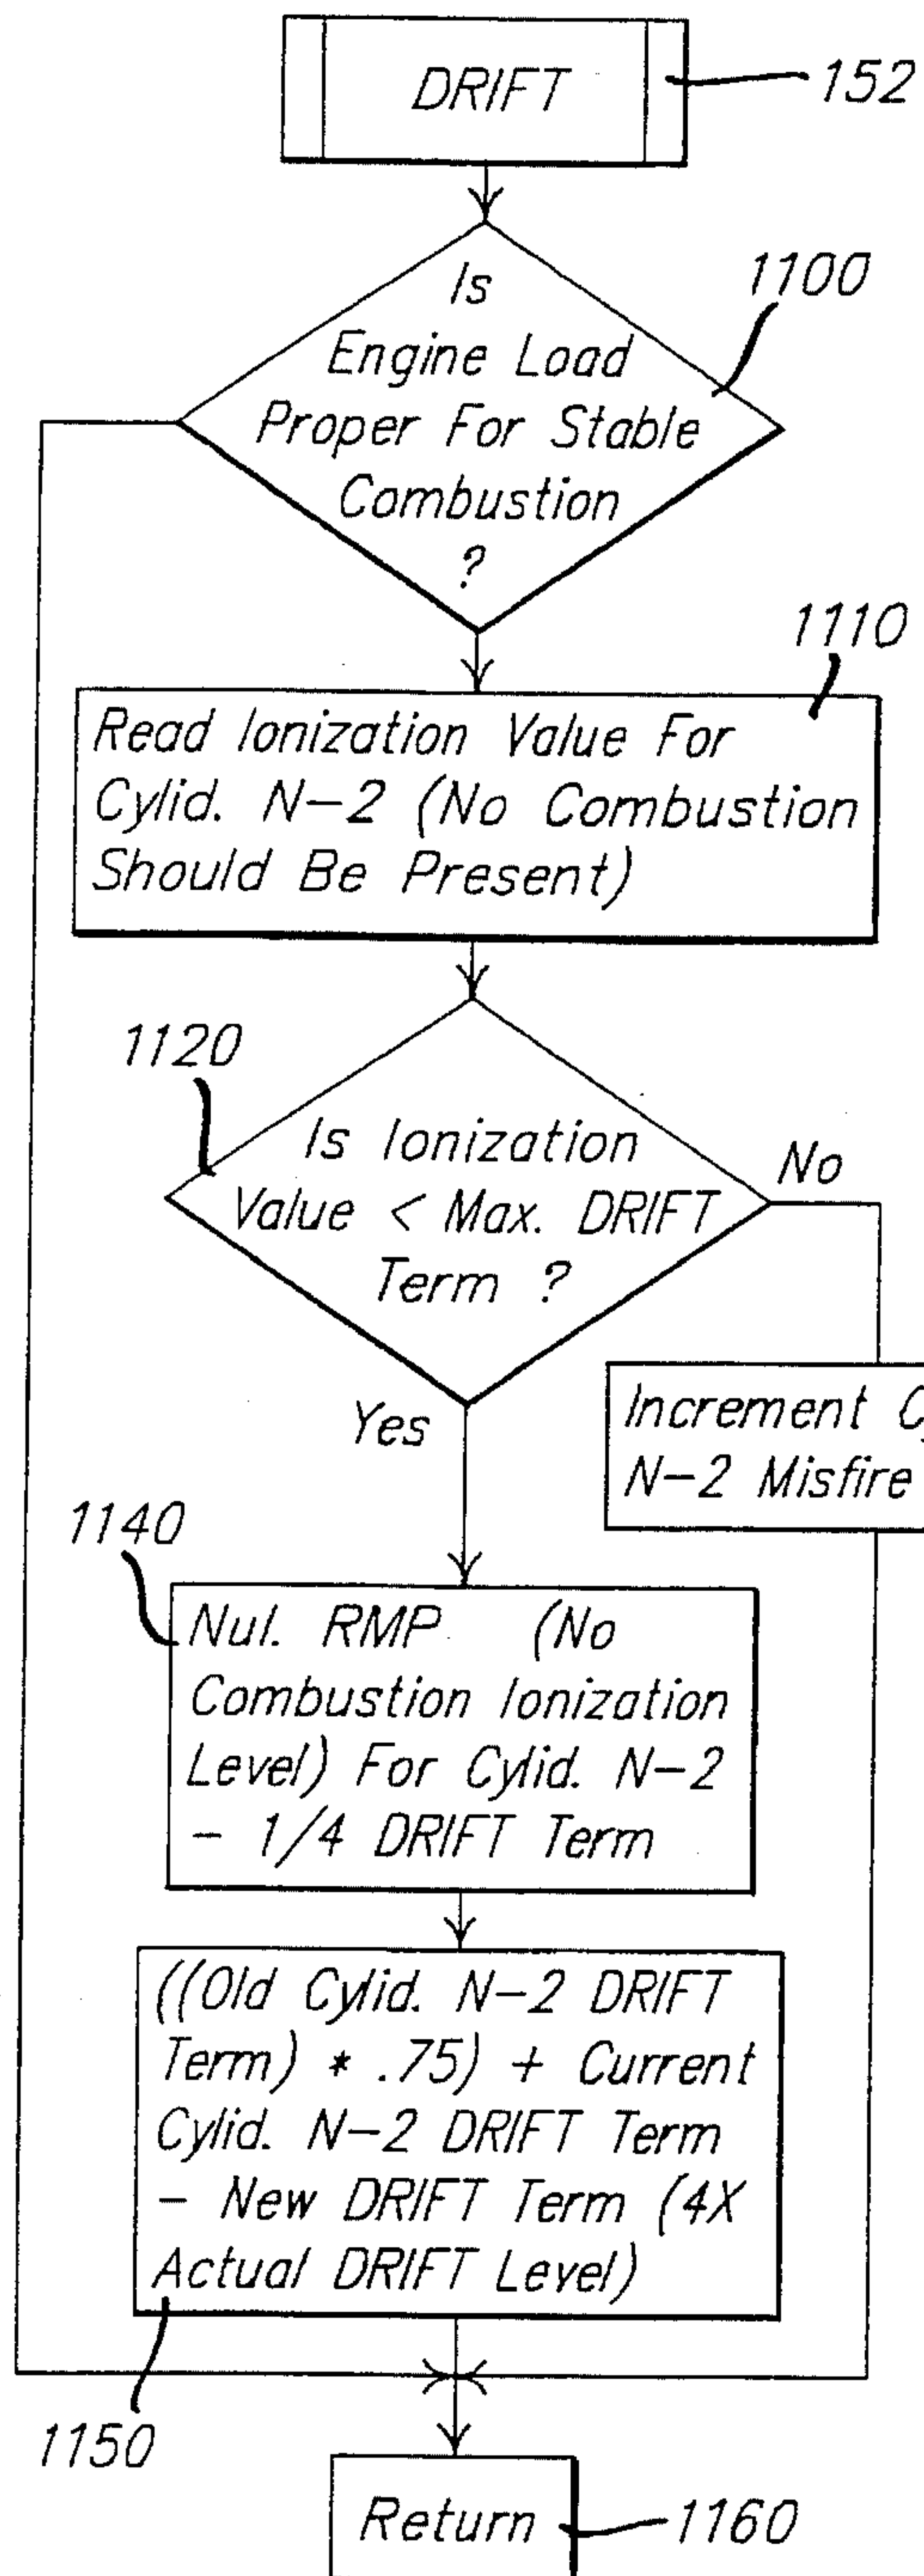 DRIFT
152
Is
Engine Load
Proper For Stable
Combustion
?
1100
1110
Read Ionization Value For
Cylid. N-2 (No Combustion
Should Be Present)
1120
Is Ionization
Value < Max. DRIFT
Term ?
No
Yes
Increment
N-2 Misfire
1140
Nul. RMP (No
Combustion Ionization
Level) For Cylid. N-2
- 1/4 DRIFT Term
((Old Cylid. N-2 DRIFT
Term) * .75) + Current
Cylid. N-2 DRIFT Term
- New DRIFT Term (4X
Actual DRIFT Level)
1150
Return
1160